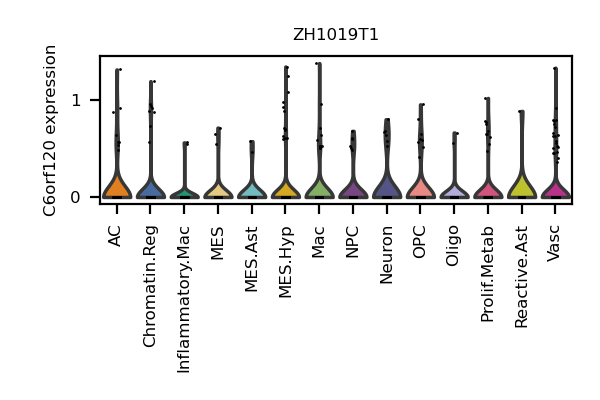 ZH1019T1
C6orf120 expression
1
0
AC
Chromatin.Reg
Inflammatory.Mac
MES
MES.Ast
MES.Hyp
Mac
NPC
Neuron
OPC
Oligo
Prolif.Metab
Reactive.Ast
Vasc